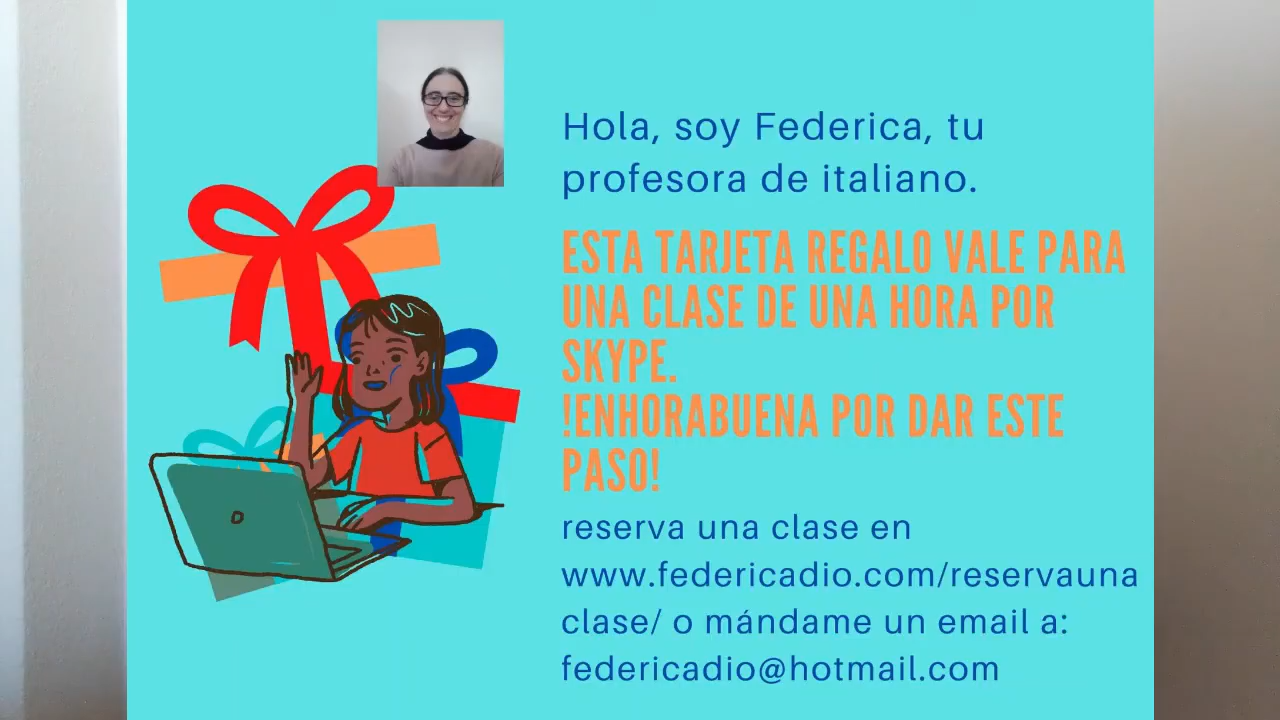 Hola, soy Federica, tu
profesora de italiano.
ESTA TARJETA REGALO VALE PARA
UNA CLASE DE UNA HORA POR
SKYPE.
!ENHORABUENA POR DAR ESTE
PASO!
reserva una clase en
www.federicadio.com/reservauna
clase/ o mándame un email a:
federicadio@hotmail.com